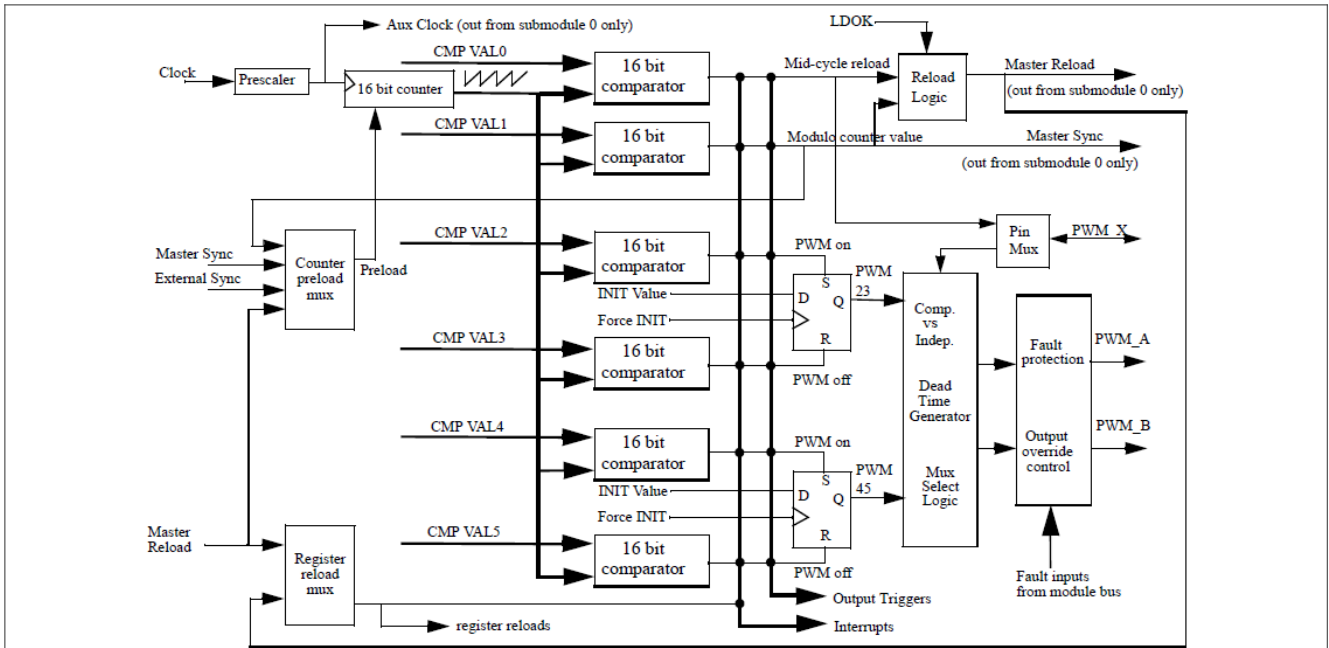 Aux Clock (out from submodule 0 only)
LDOK
Clock
Prescaler
16 bit counter
CMP VAL0
16 bit
comparator
Mid-cycle reload
Reload
Logic
Master Reload
(out from submodule 0 only)
CMP VAL1
16 bit
comparator
Modulo counter value
Master Sync
(out from submodule 0 only)
Master Sync
External Sync
Counter
preload
mux
Preload
CMP VAL2
16 bit
comparator
PWM on
Pin
Mux
PWM_X
INIT Value
Force INIT
S
D
Q
R
PWM
23
CMP VAL3
16 bit
comparator
PWM off
Comp.
vs
Indep.
Dead
Time
Generator
Mux
Select
Logic
Fault
protection
Output
override
control
PWM_A
PWM_B
CMP VAL4
16 bit
comparator
PWM on
INIT Value
Force INIT
S
D
Q
R
PWM
45
Master
Reload
Register
reload
mux
CMP VAL5
16 bit
comparator
PWM off
Fault inputs
from module bus
Output Triggers
register reloads
Interrupts